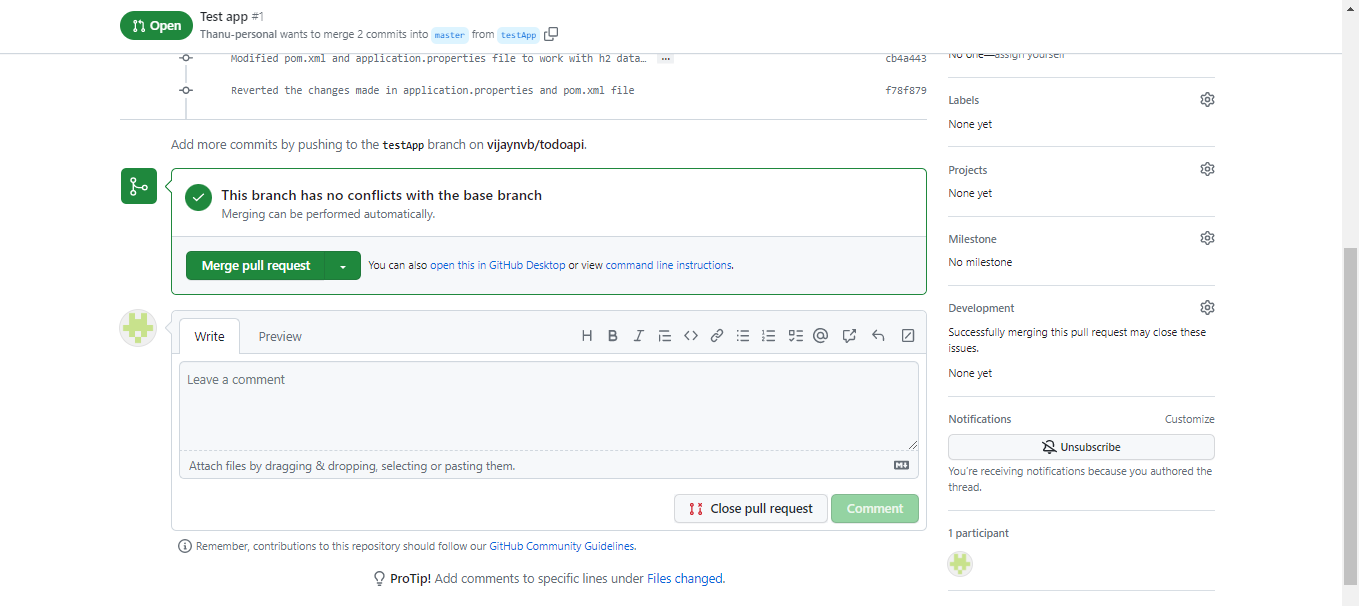 Open
Test app #1
Thanu-personal wants to merge 2 commits into master from testApp
Modified pom.xml and application.properties file to work with h2 data… ... cb4a443
Reverted the changes made in application.properties and pom.xml file f78f879
Add more commits by pushing to the testApp branch on vijaynvb/todoapi.
This branch has no conflicts with the base branch
Merging can be performed automatically.
Merge pull request
You can also open this in GitHub Desktop or view command line instructions.
Write
Preview
Leave a comment
Attach files by dragging & dropping, selecting or pasting them.
Close pull request
Comment
Remember, contributions to this repository should follow our GitHub Community Guidelines.
ProTip! Add comments to specific lines under Files changed.
No one—assign yourself
Labels
None yet
Projects
None yet
Milestone
No milestone
Development
Successfully merging this pull request may close these
issues.
None yet
Notifications
Customize
Unsubscribe
You're receiving notifications because you authored the
thread.
1 participant